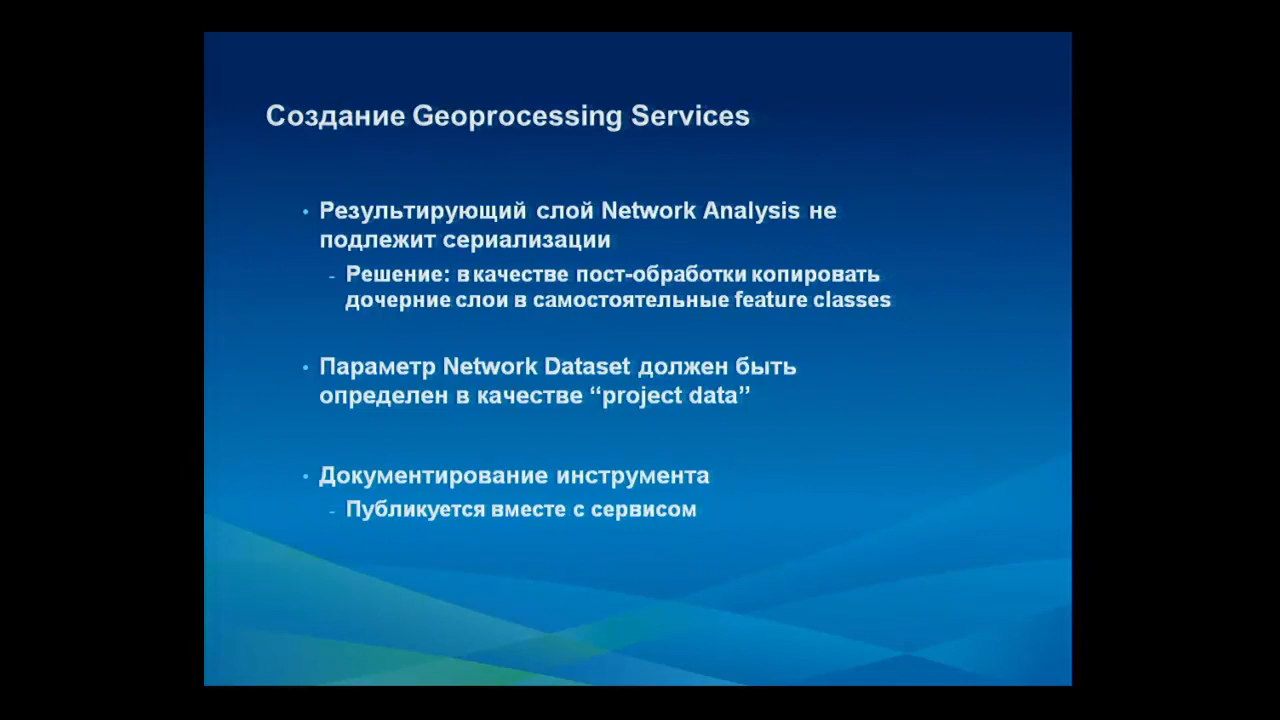 Создание Geoprocessing Services
• Результирующий слой Network Analysis не
подлежит сериализации
- Решение: в качестве пост-обработки копировать
дочерние слои в самостоятельные feature classes
• Параметр Network Dataset должен быть
определен в качестве “project data”
• Документирование инструмента
- Публикуется вместе с сервисом